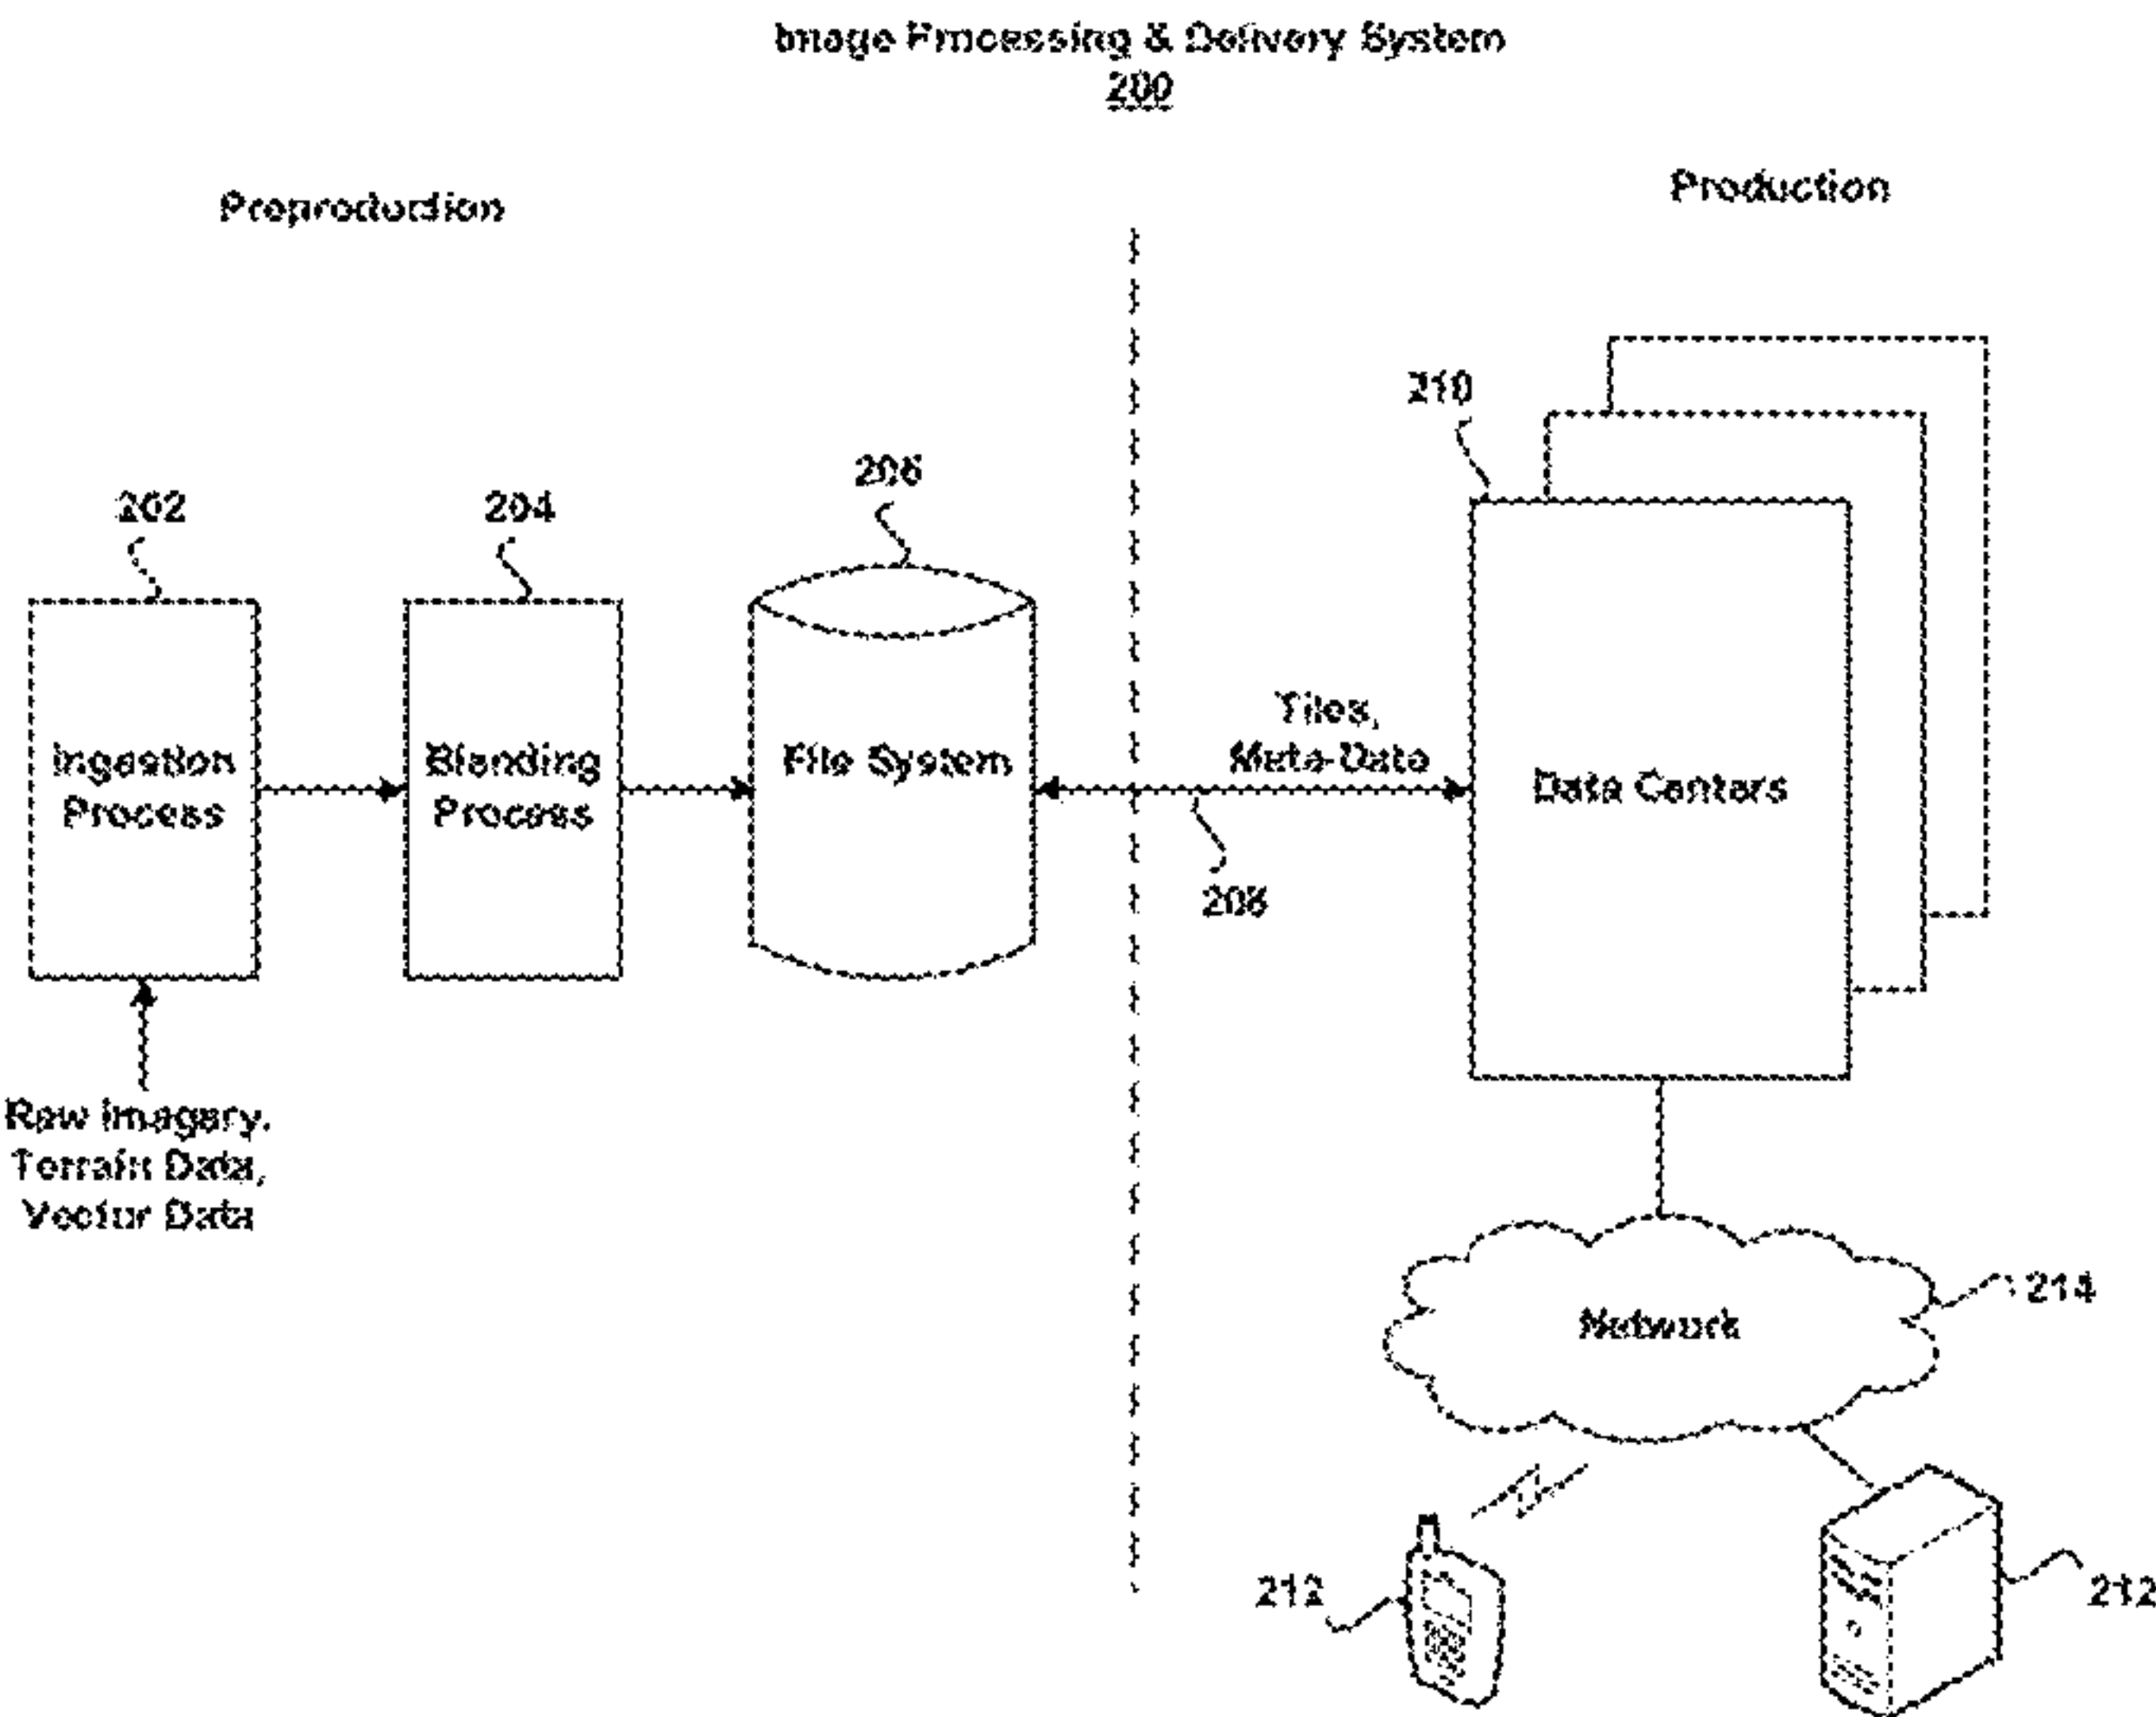 Image Processing & Delivery System
200
Preproduction
Production
210
206
202
204
Tiles,
Meta-Data
Ingestion
Process
Blending
Process
File System
Data Centers
208
Raw Imagery,
Terrain Data,
Vector Data
214
Network
212
212